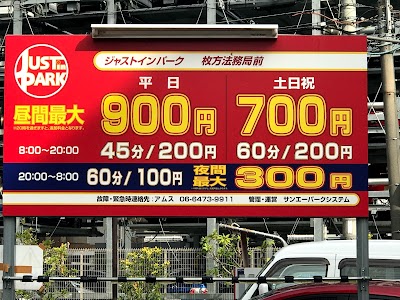 JUST in PARK
ジャストインパーク 枚方法務局前
平日 土日祝
昼間最大 900円 700円
8:00~20:00 45分/200円 60分/200円
20:00~8:00 60分/100円 夜間最大 300円
故障・緊急時連絡先:アムス 06-6473-9911 管理・運営 サンエーパークシステム
JUST in PARK